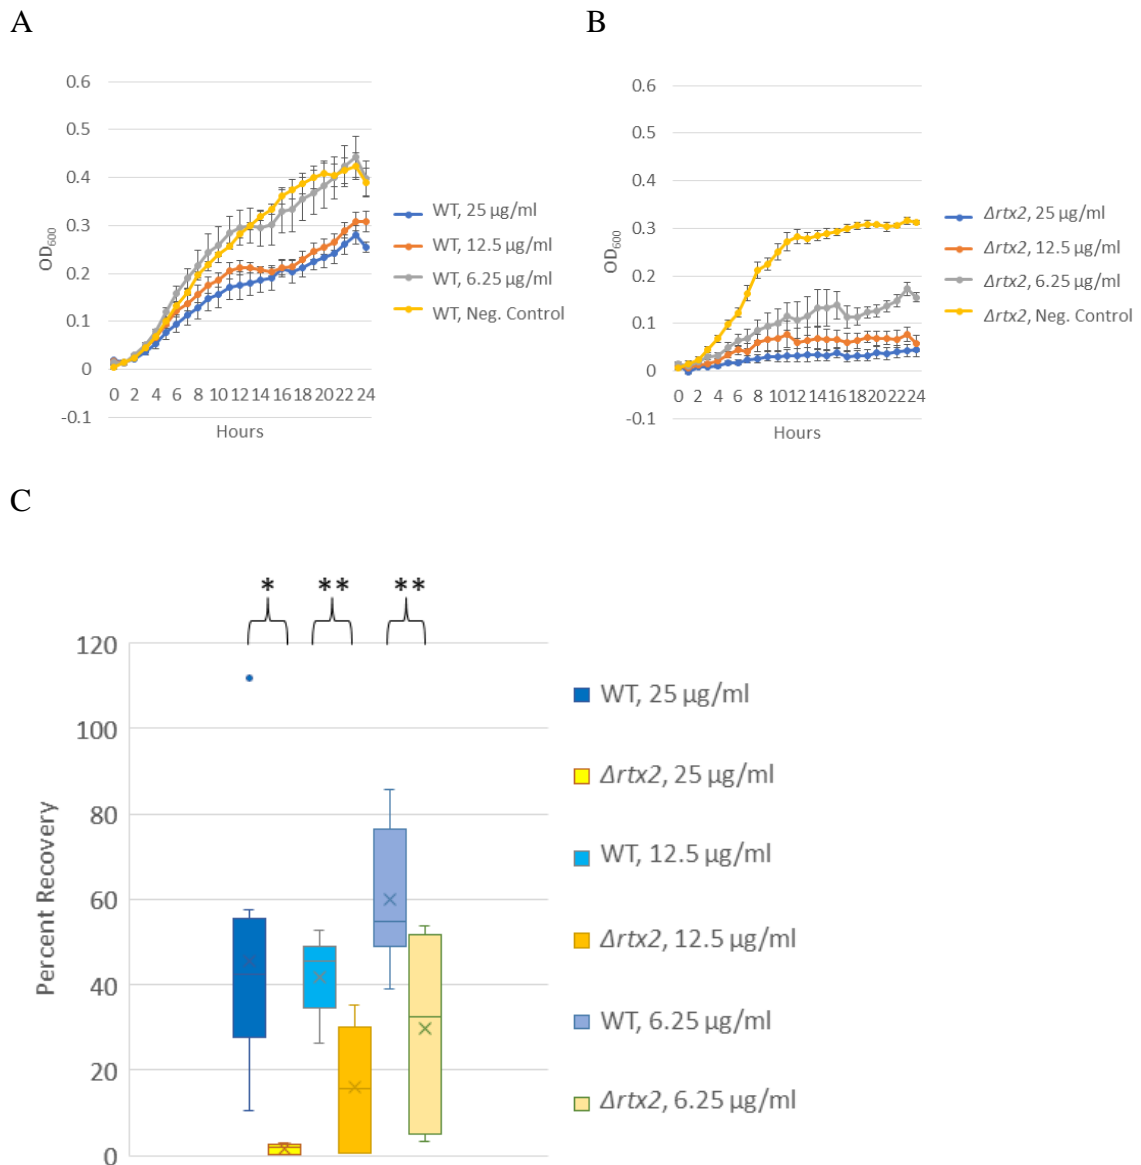 A
0.6
0.5
0.4
0.3
0.2
0.1
0
-0.1
OD600
0 2 4 6 8 10 12 14 16 18 20 22 24
Hours
WT, 25 µg/ml
WT, 12.5 µg/ml
WT, 6.25 µg/ml
WT, Neg. Control
B
0.6
0.5
0.4
0.3
0.2
0.1
0
-0.1
OD600
0 2 4 6 8 10 12 14 16 18 20 22 24
Hours
Δrtx2, 25 µg/ml
Δrtx2, 12.5 µg/ml
Δrtx2, 6.25 µg/ml
Δrtx2, Neg. Control
C
* ** **
120
100
80
60
40
20
0
Percent Recovery
WT, 25 µg/ml
Δrtx2, 25 µg/ml
WT, 12.5 µg/ml
Δrtx2, 12.5 µg/ml
WT, 6.25 µg/ml
Δrtx2, 6.25 µg/ml